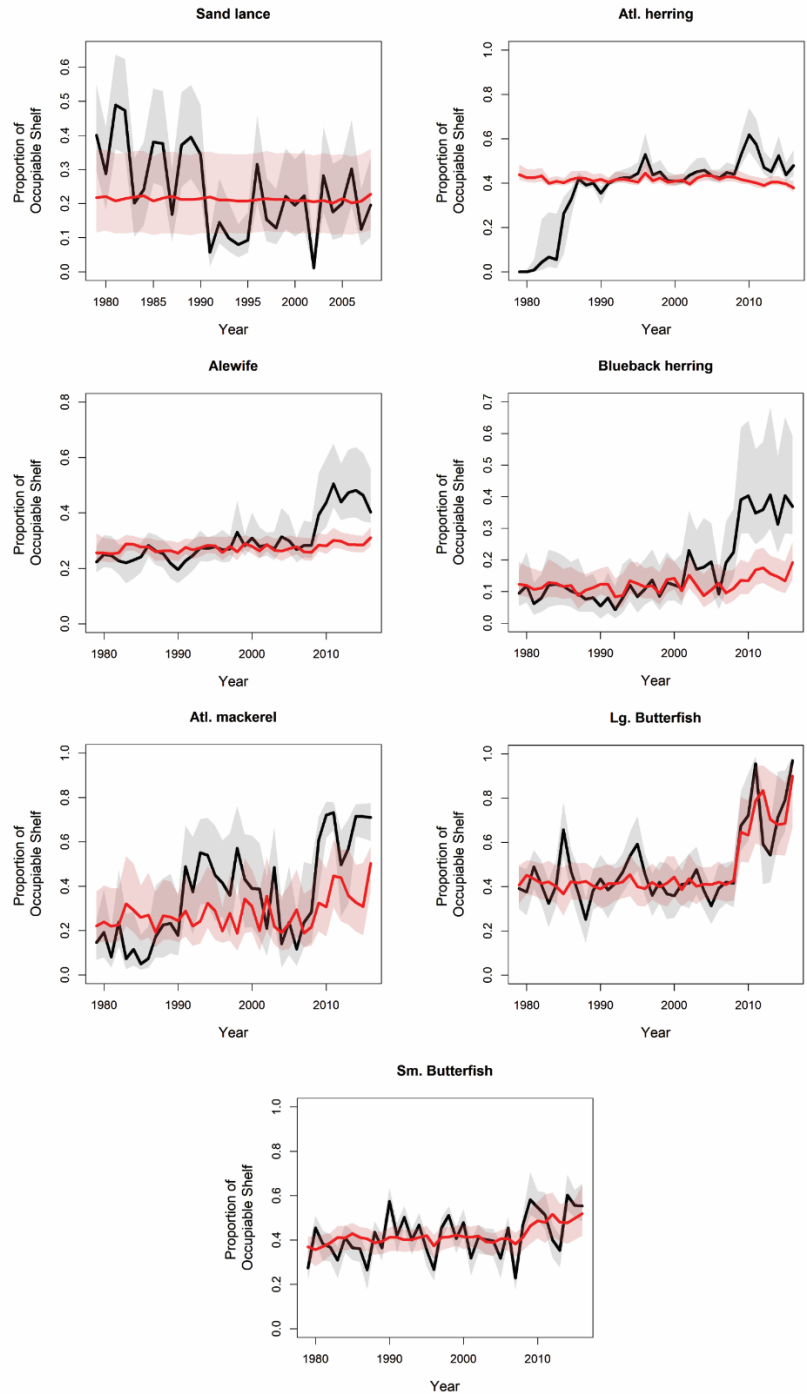 Sand lance
Proportion of
Occupiable Shelf
0.6
0.5
0.4
0.3
0.2
0.1
0.0
1980 1985 1990 1995 2000 2005
Year
Atl. herring
Proportion of
Occupiable Shelf
1.0
0.8
0.6
0.4
0.2
0.0
1980 1990 2000 2010
Year
Alewife
Proportion of
Occupiable Shelf
0.8
0.6
0.4
0.2
0.0
1980 1990 2000 2010
Year
Blueback herring
Proportion of
Occupiable Shelf
0.7
0.6
0.5
0.4
0.3
0.2
0.1
0.0
1980 1990 2000 2010
Year
Atl. mackerel
Proportion of
Occupiable Shelf
1.0
0.8
0.6
0.4
0.2
0.0
1980 1990 2000 2010
Year
Lg. Butterfish
Proportion of
Occupiable Shelf
1.0
0.8
0.6
0.4
0.2
0.0
1980 1990 2000 2010
Year
Sm. Butterfish
Proportion of
Occupiable Shelf
1.0
0.8
0.6
0.4
0.2
0.0
1980 1990 2000 2010
Year